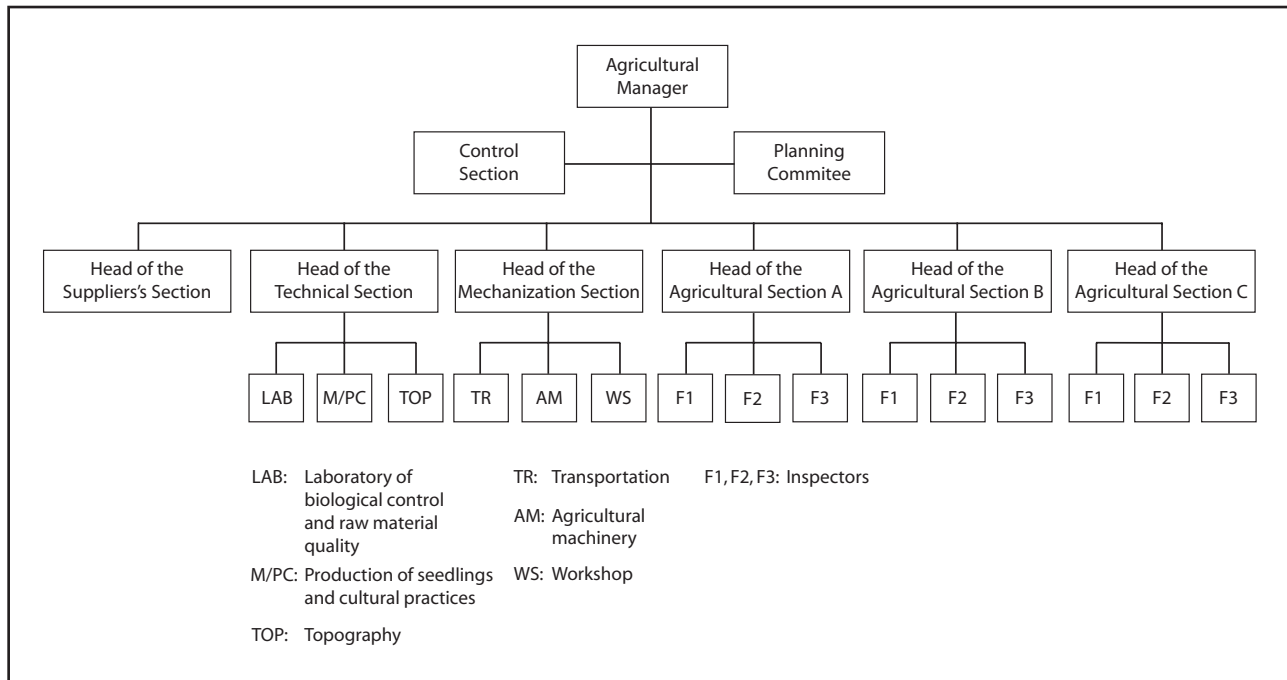 Agricultural
Manager
Control
Section
Planning
Commitee
Head of the
Suppliers's Section
Head of the
Technical Section
Head of the
Mechanization Section
Head of the
Agricultural Section A
Head of the
Agricultural Section B
Head of the
Agricultural Section C
LAB
M/PC
TOP
TR
AM
WS
F1
F2
F3
F1
F2
F3
F1
F2
F3
LAB: Laboratory of
biological control
and raw material
quality
M/PC: Production of seedlings
and cultural practices
TOP: Topography
TR: Transportation
AM: Agricultural
machinery
WS: Workshop
F1, F2, F3: Inspectors